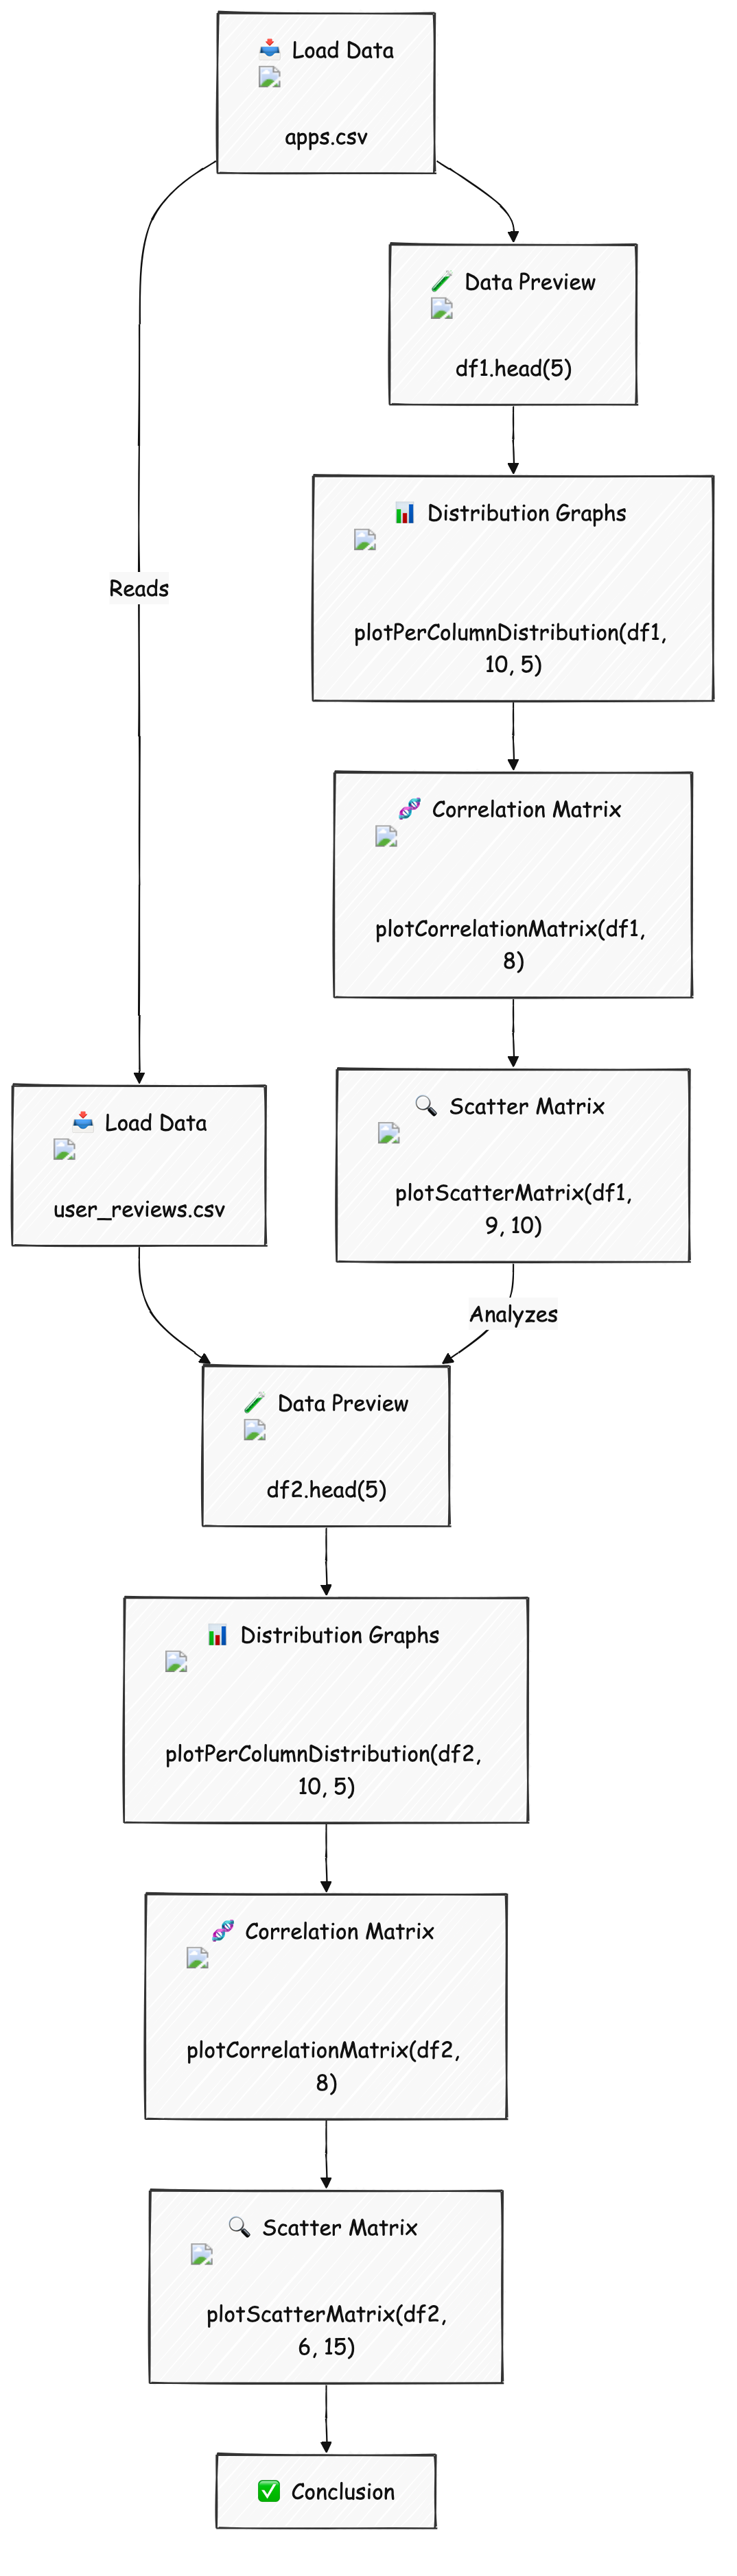 📥 Load Data
apps.csv
🧪 Data Preview
df1.head(5)
📊 Distribution Graphs
plotPerColumnDistribution(df1,
10, 5)
Reads
🧬 Correlation Matrix
plotCorrelationMatrix(df1,
8)
📥 Load Data
user_reviews.csv
🔍 Scatter Matrix
plotScatterMatrix(df1,
9, 10)
Analyzes
🧪 Data Preview
df2.head(5)
📊 Distribution Graphs
plotPerColumnDistribution(df2,
10, 5)
🧬 Correlation Matrix
plotCorrelationMatrix(df2,
8)
🔍 Scatter Matrix
plotScatterMatrix(df2,
6, 15)
✅ Conclusion